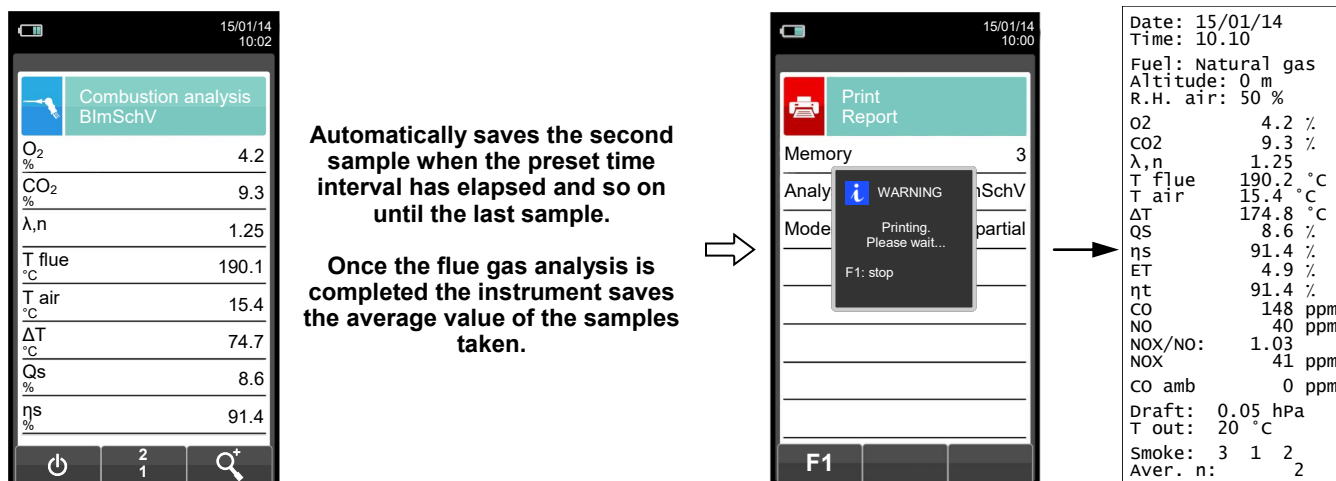 15/01/14
10:02
Combustion analysis
BImSchV
O2
% 4.2
CO2
% 9.3
λ,n 1.25
T flue
°C 190.1
T air
°C 15.4
ΔT
°C 74.7
Qs
% 8.6
ηs
% 91.4
2
1
Automatically saves the second
sample when the preset time
interval has elapsed and so on
until the last sample.
Once the flue gas analysis is
completed the instrument saves
the average value of the samples
taken.
15/01/14
10:00
Print
Report
Memory 3
Analy mSchV
Mode partial
i WARNING
Printing.
Please wait...
F1: stop
F1
Date: 15/01/14
Time: 10.10
Fuel: Natural gas
Altitude: 0 m
R.H. air: 50 %
O2 4.2 %
CO2 9.3 %
λ,n 1.25
T flue 190.2 °C
T air 15.4 °C
ΔT 174.8 °C
QS 8.6 %
ηs 91.4 %
ET 4.9 %
ηt 91.4 %
CO 148 ppm
NO 40 ppm
NOX/NO: 1.03
NOX 41 ppm
CO amb 0 ppm
Draft: 0.05 hPa
T out: 20 °C
Smoke: 3 1 2
Aver. n: 2